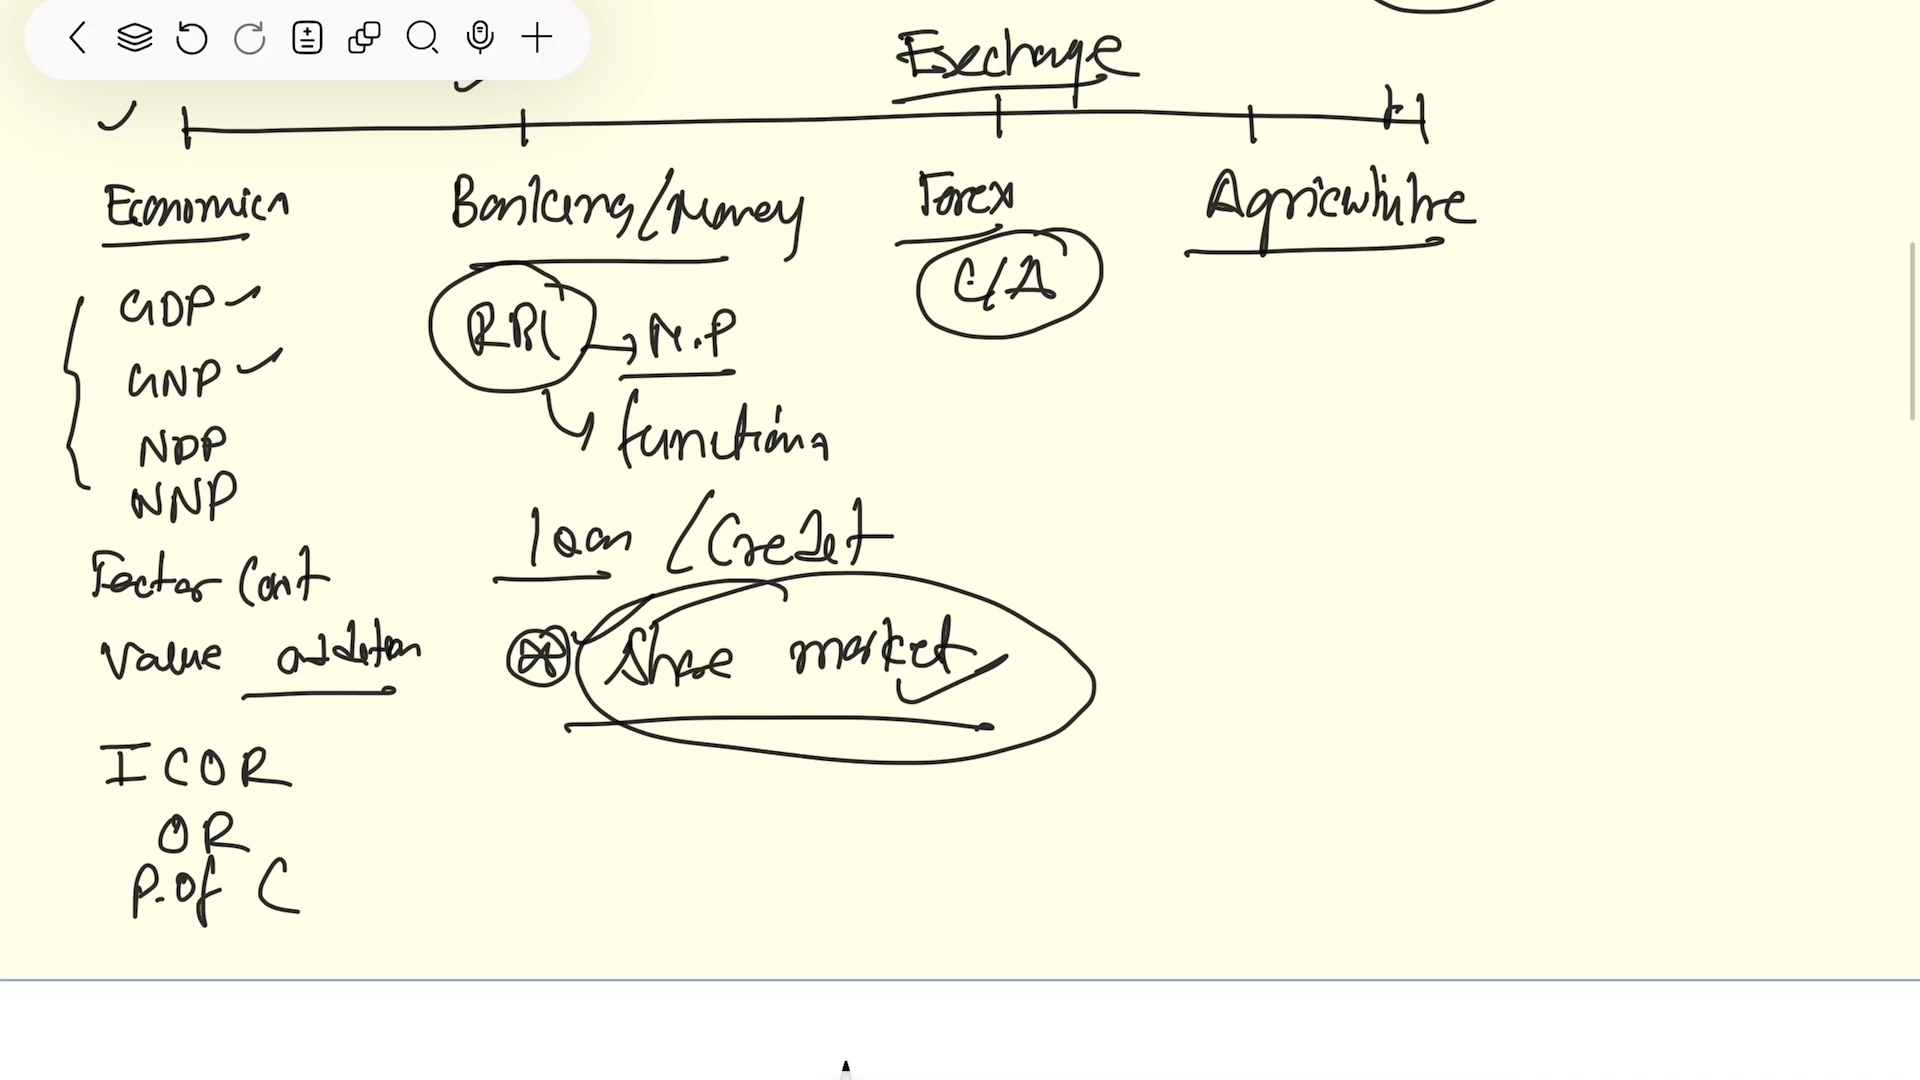 Exchage
Economics Banking/Money Forex Agriculture
GDP
GNP
NDP
NNP
Factor Cost
Value addition
ICOR
OR
P.of C
RBI → M.P
functions
loan /Credit
Share market
C/A